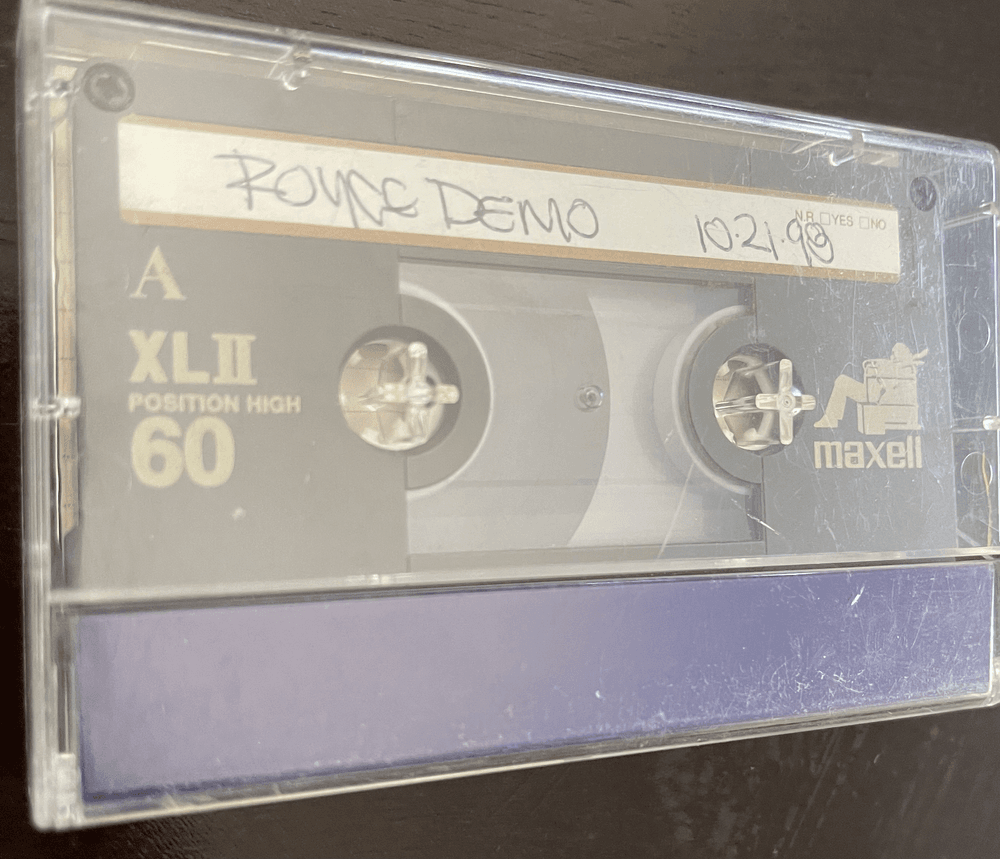 ROYCE DEMO 10·21·98
N.R. □YES □NO
A
XLII
POSITION HIGH
60
maxell